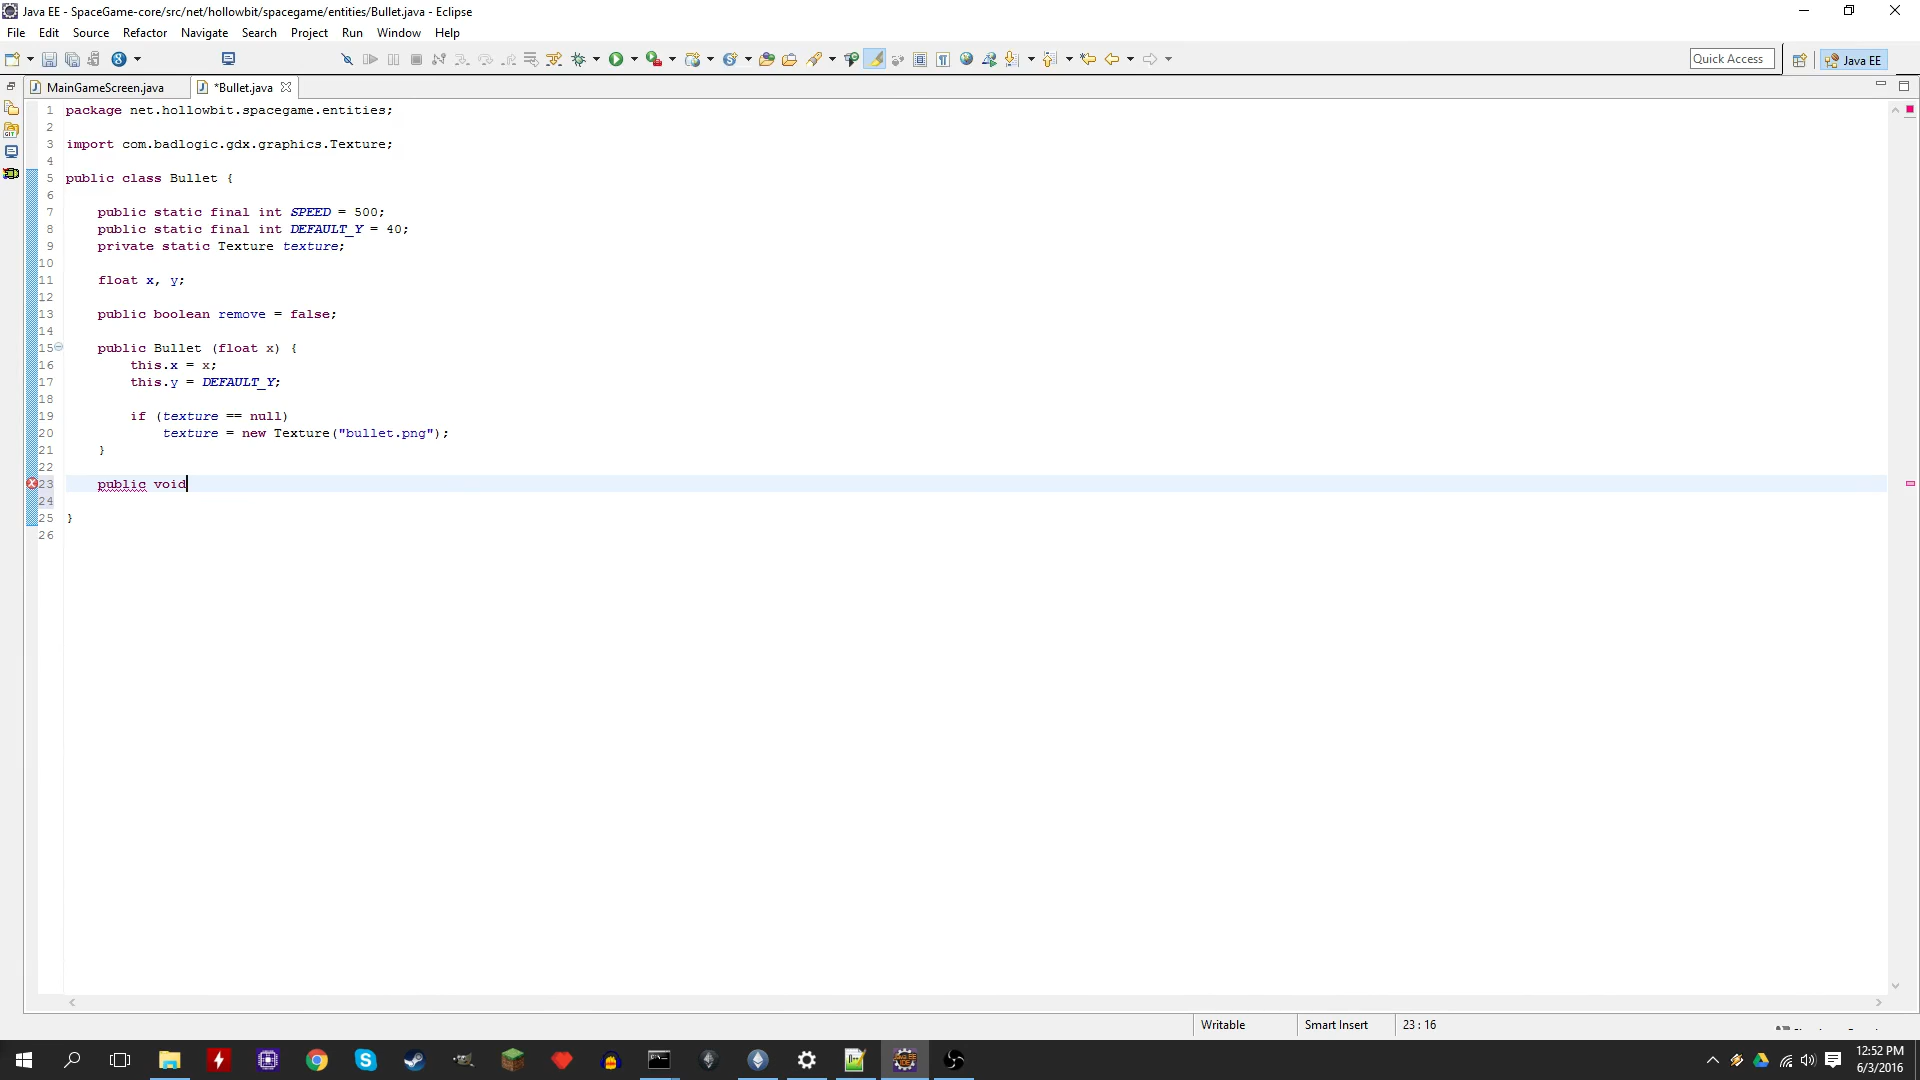 Java EE - SpaceGame-core/src/net/hollowbit/spacegame/entities/Bullet.java - Eclipse
File Edit Source Refactor Navigate Search Project Run Window Help
Quick Access Java EE
MainGameScreen.java *Bullet.java
1 package net.hollowbit.spacegame.entities;
2
3 import com.badlogic.gdx.graphics.Texture;
4
5 public class Bullet {
6
7 public static final int SPEED = 500;
8 public static final int DEFAULT_Y = 40;
9 private static Texture texture;
10
11 float x, y;
12
13 public boolean remove = false;
14
15 public Bullet (float x) {
16 this.x = x;
17 this.y = DEFAULT_Y;
18
19 if (texture == null)
20 texture = new Texture("bullet.png");
21 }
22
23 public void
24
25 }
26
Writable Smart Insert 23 : 16
12:52 PM
6/3/2016